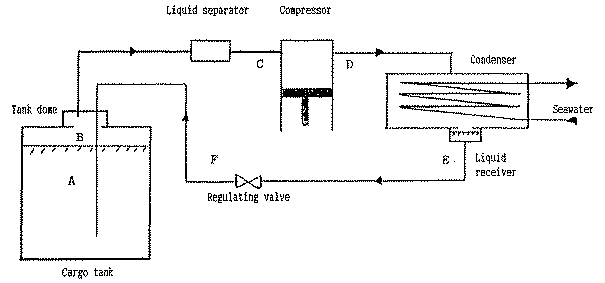 Liquid separator
Compressor
C
D
Condenser
Tank dome
Seawater
B
A
F
E
Liquid
receiver
Regulating valve
Cargo tank